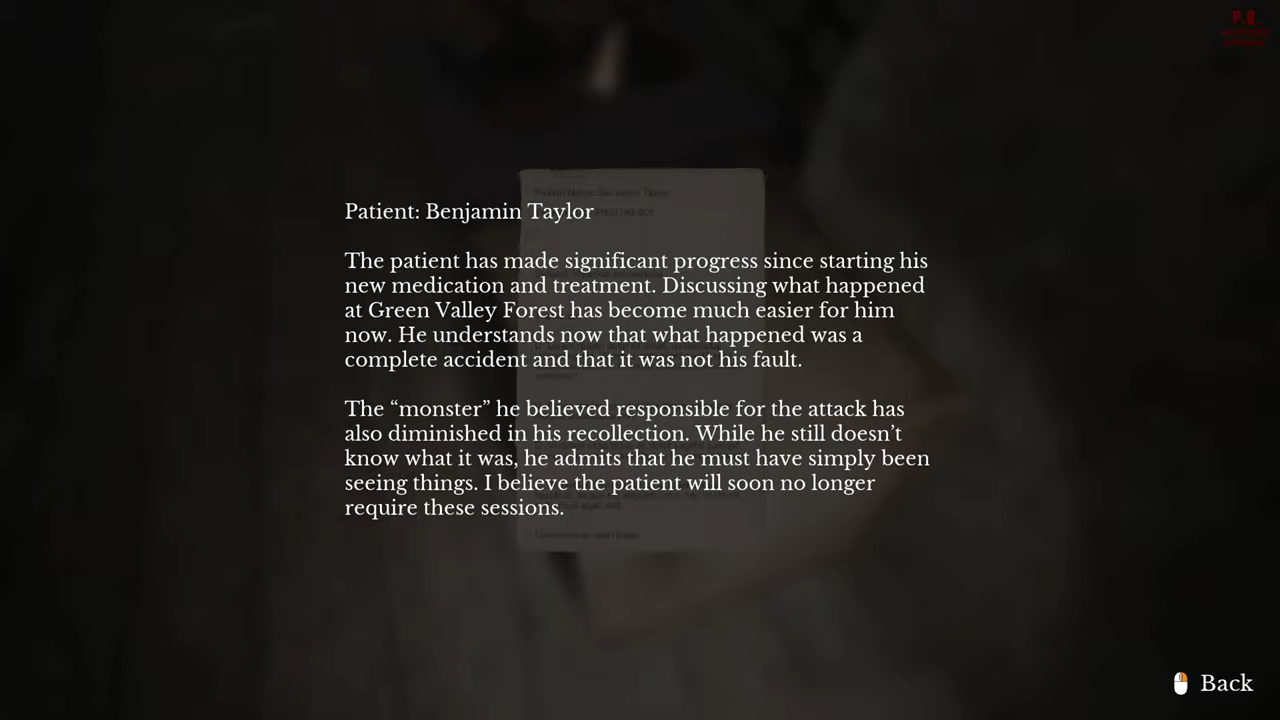 Patient: Benjamin Taylor
The patient has made significant progress since starting his
new medication and treatment. Discussing what happened
at Green Valley Forest has become much easier for him
now. He understands now that what happened was a
complete accident and that it was not his fault.
The “monster” he believed responsible for the attack has
also diminished in his recollection. While he still doesn’t
know what it was, he admits that he must have simply been
seeing things. I believe the patient will soon no longer
require these sessions.
Back